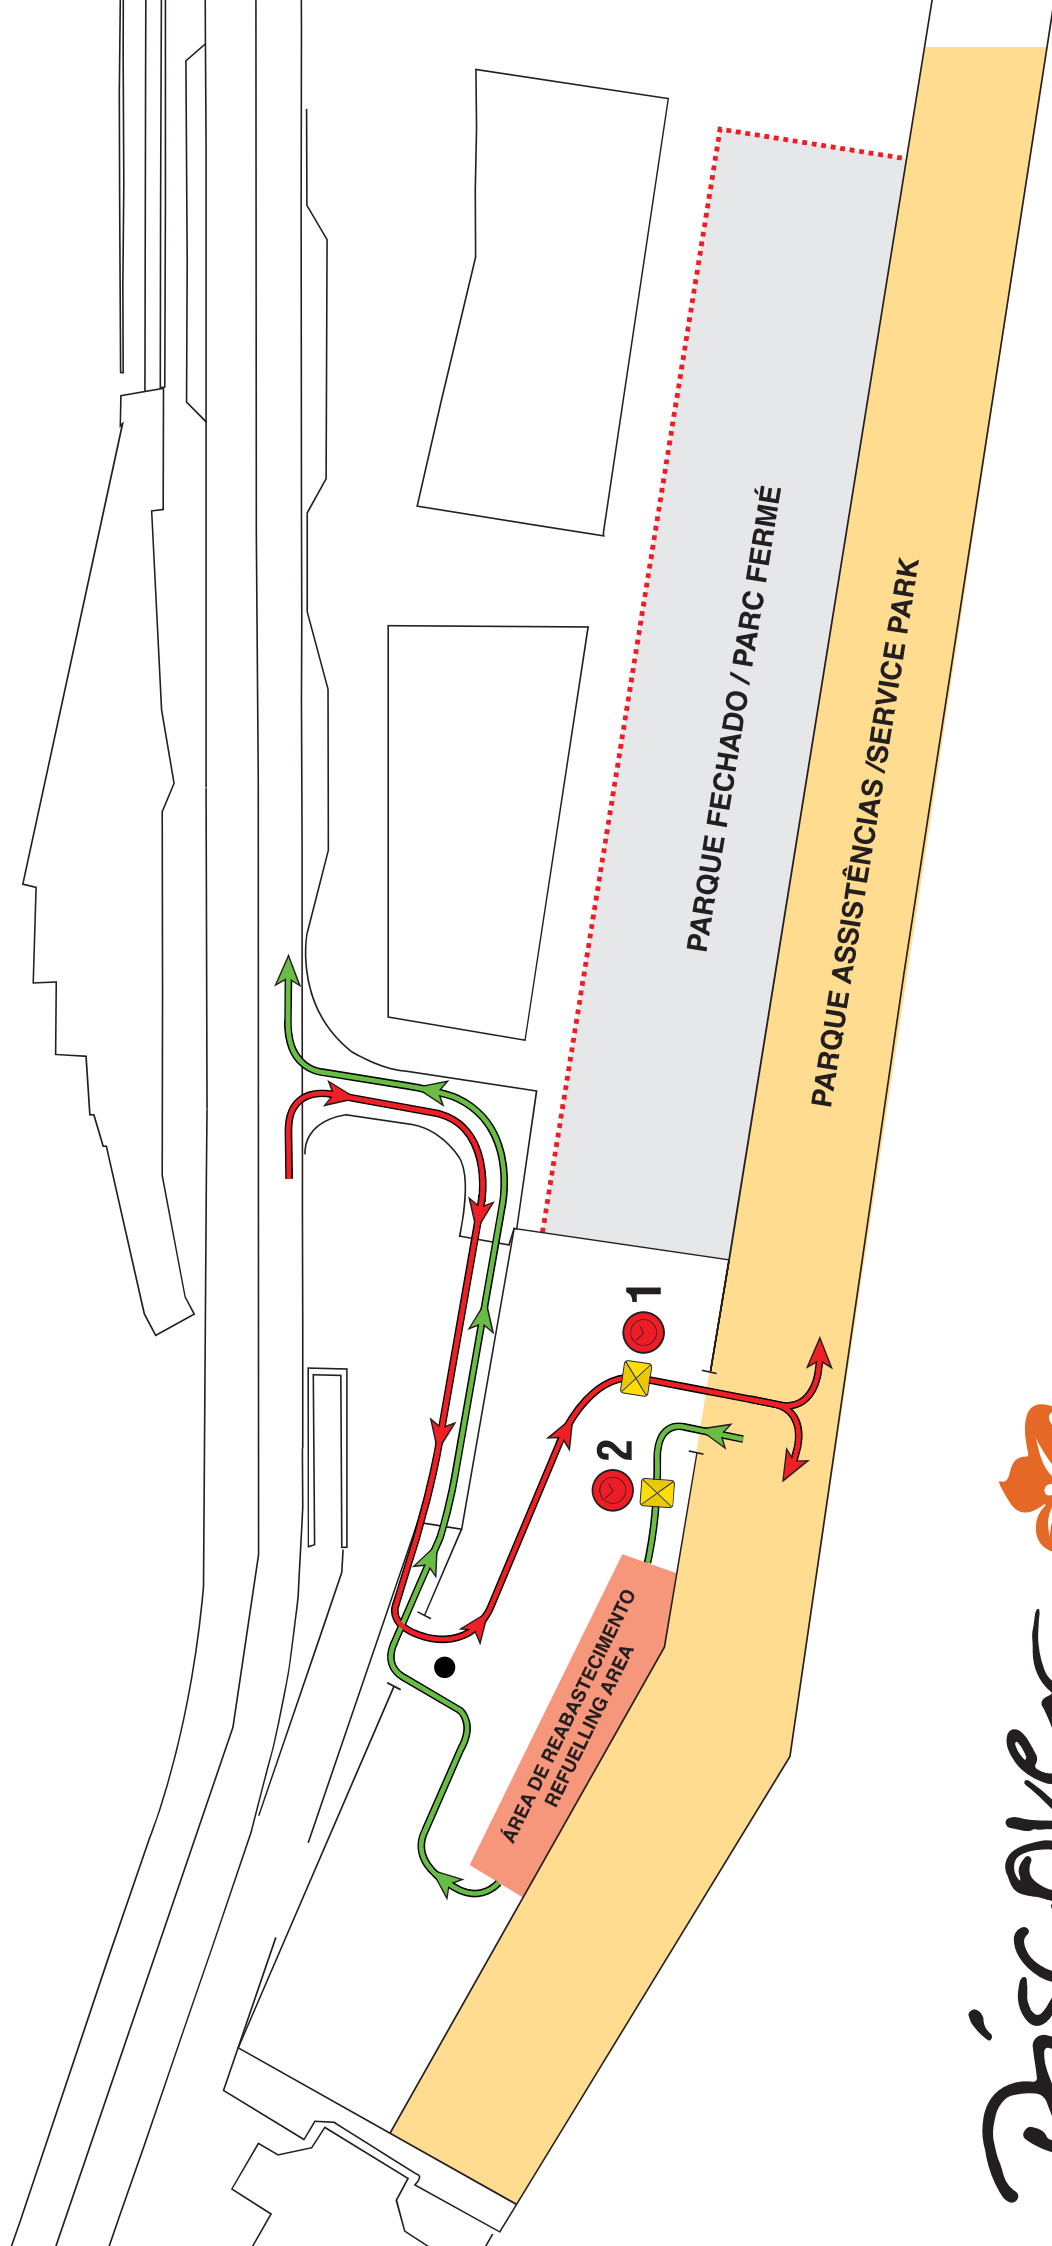 PARQUE FECHADO / PARC FERMÉ
PARQUE ASSISTÊNCIAS /SERVICE PARK
1
2
ÁREA DE REABASTECIMENTO
REFUELLING AREA